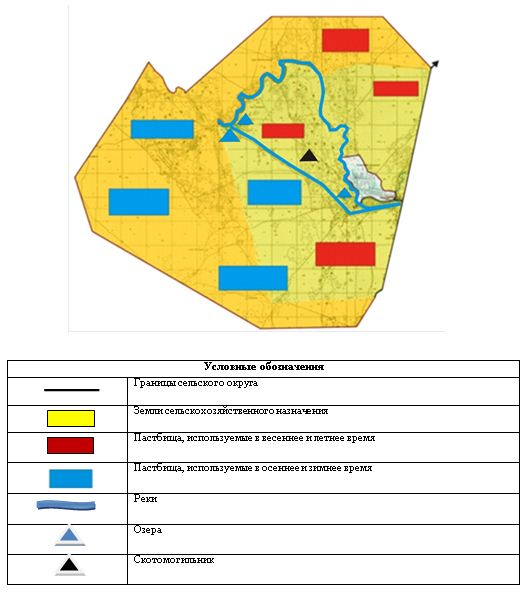 Условные обозначения
Границы сельского округа
Земли сельскохозяйственного назначения
Пастбища, используемые в весеннее и летнее время
Пастбища, используемые в осеннее и зимнее время
Реки
Озера
Скотомогильник